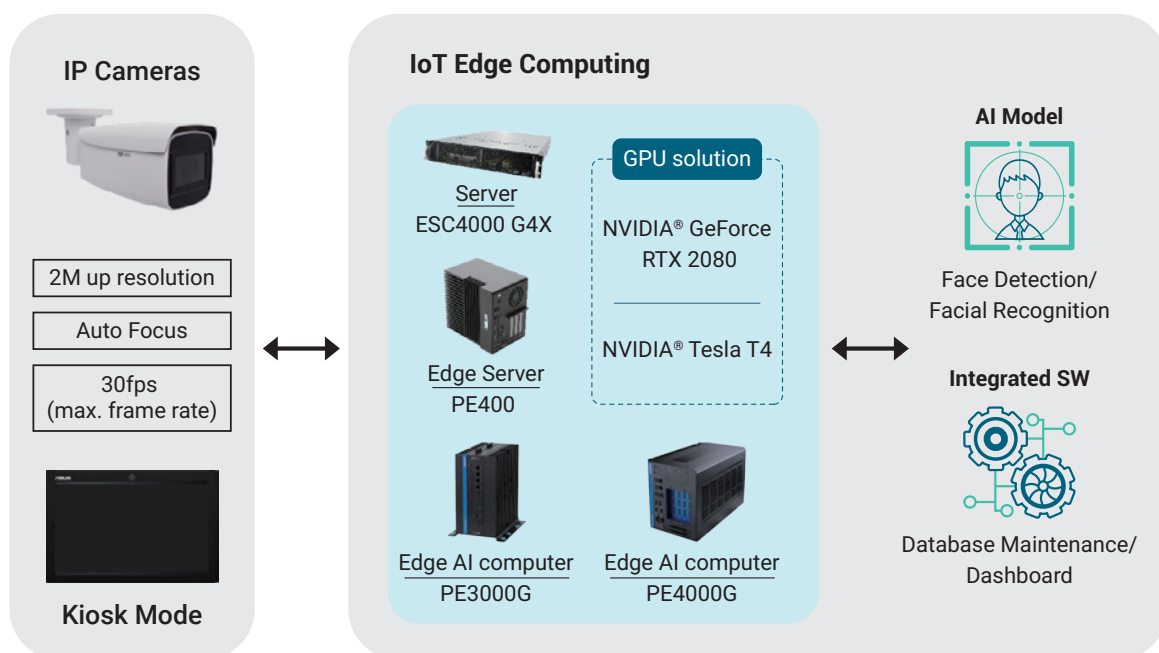 IP Cameras
2M up resolution
Auto Focus
30fps
(max. frame rate)
ASUS
Kiosk Mode
IoT Edge Computing
Server
ESC4000 G4X
Edge Server
PE400
Edge AI computer
PE3000G
Edge AI computer
PE4000G
GPU solution
NVIDIA® GeForce
RTX 2080
NVIDIA® Tesla T4
AI Model
Face Detection/
Facial Recognition
Integrated SW
Database Maintenance/
Dashboard